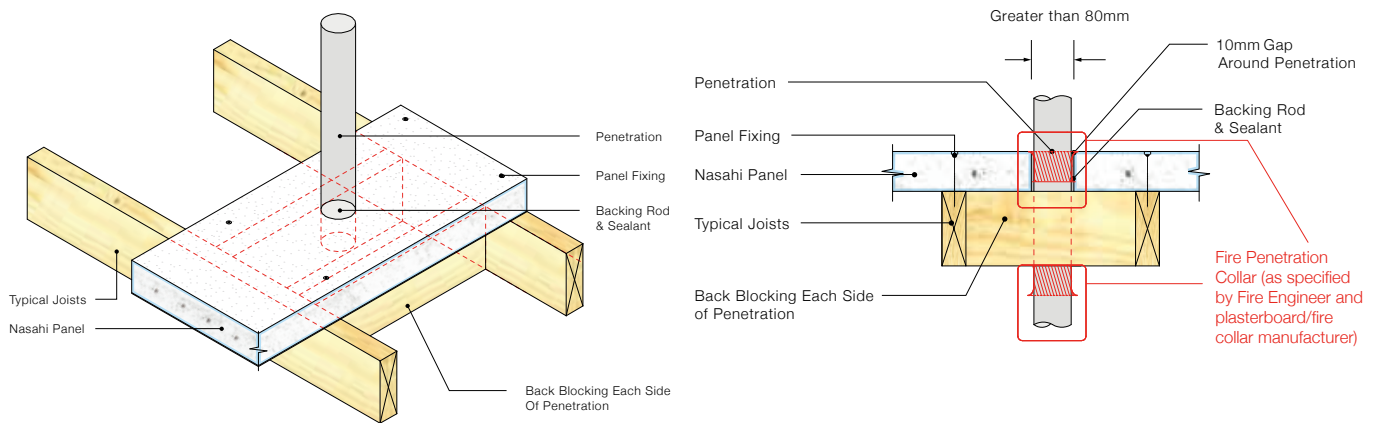 Penetration
Panel Fixing
Backing Rod
& Sealant
Typical Joists
Nasahi Panel
Back Blocking Each Side
Of Penetration
Greater than 80mm
10mm Gap
Around Penetration
Penetration
Backing Rod
& Sealant
Panel Fixing
Nasahi Panel
Typical Joists
Back Blocking Each Side
of Penetration
Fire Penetration
Collar (as specified
by Fire Engineer and
plasterboard/fire
collar manufacturer)